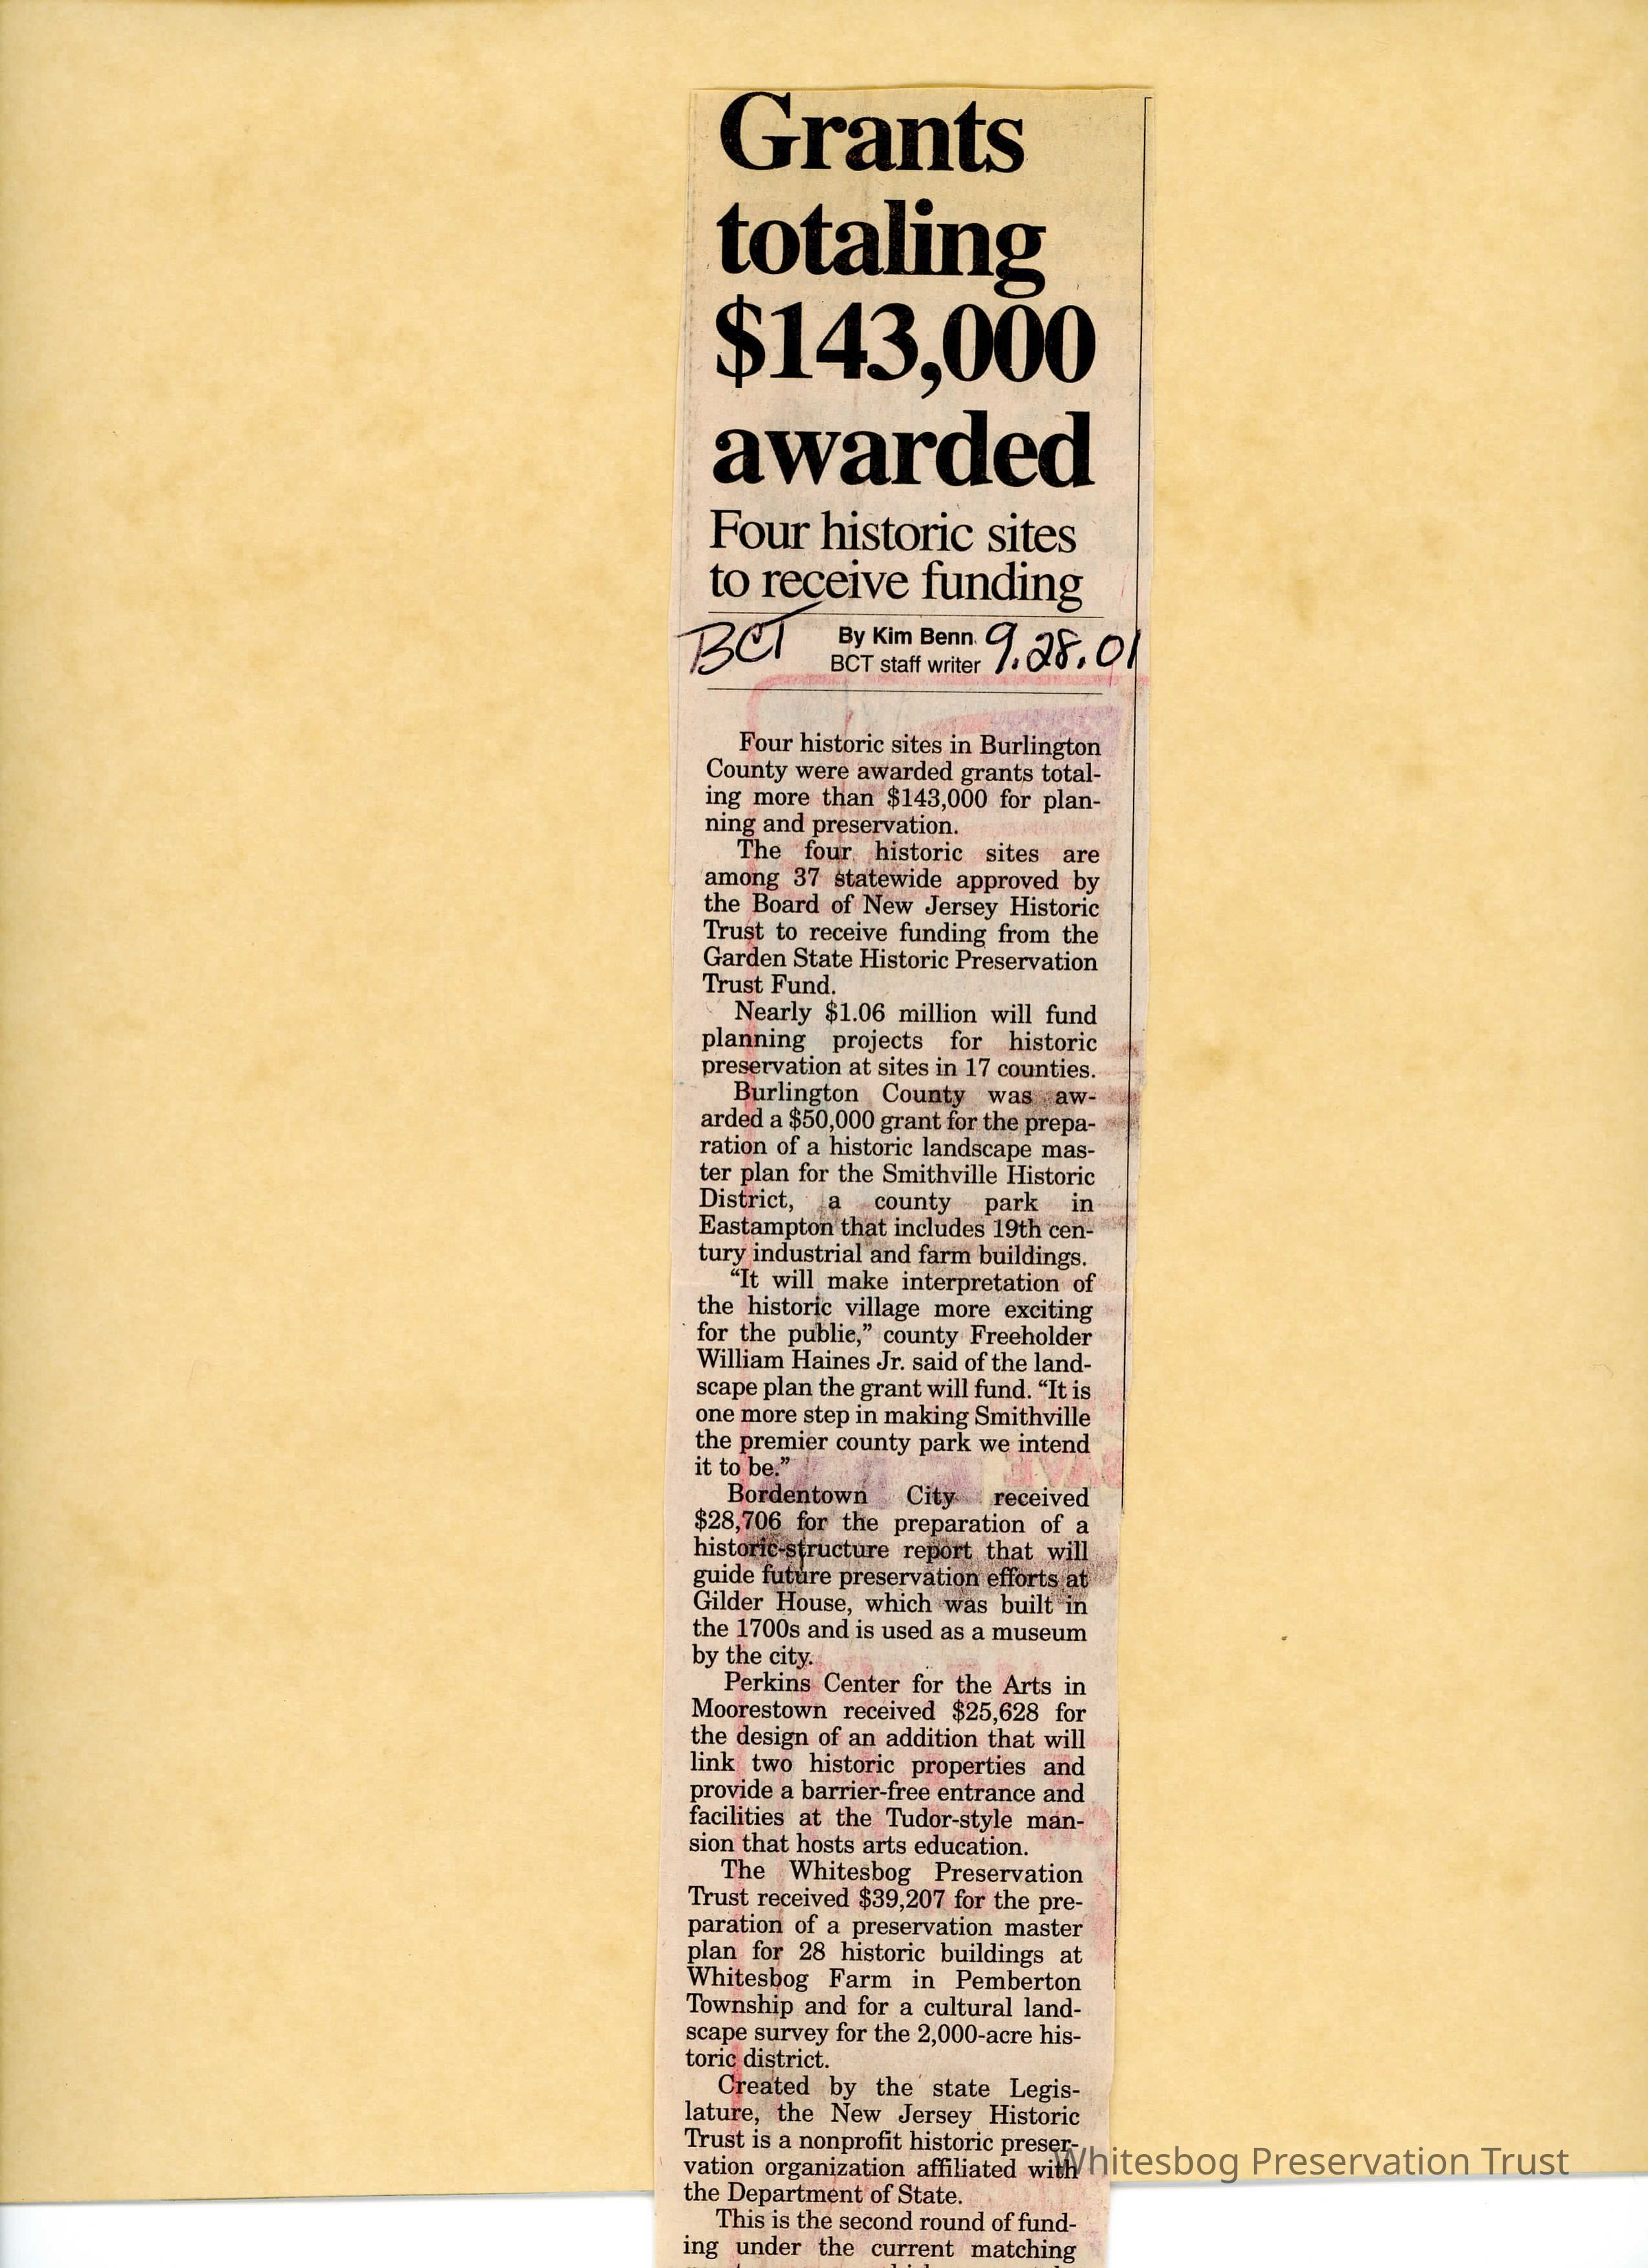 Grants
totaling
$143,000
awarded
Four historic sites
to receive funding
BCT
By Kim Benn
BCT staff writer
9.28.01
Four historic sites in Burlington
County were awarded grants total-
ing more than $143,000 for plan-
ning and preservation.
The four historic sites are
among 37 statewide approved by
the Board of New Jersey Historic
Trust to receive funding from the
Garden State Historic Preservation
Trust Fund.
Nearly $1.06 million will fund
planning projects for historic
preservation at sites in 17 counties.
Burlington County was aw-
arded a $50,000 grant for the prepa-
ration of a historic landscape mas-
ter plan for the Smithville Historic
District, a county park in
Eastampton that includes 19th cen-
tury industrial and farm buildings.
“It will make interpretation of
the historic village more exciting
for the public,” county Freeholder
William Haines Jr. said of the land-
scape plan the grant will fund. “It is
one more step in making Smithville
the premier county park we intend
it to be.”
Bordentown City received
$28,706 for the preparation of a
historic-structure report that will
guide future preservation efforts at
Gilder House, which was built in
the 1700s and is used as a museum
by the city.
Perkins Center for the Arts in
Moorestown received $25,628 for
the design of an addition that will
link two historic properties and
provide a barrier-free entrance and
facilities at the Tudor-style man-
sion that hosts arts education.
The Whitesbog Preservation
Trust received $39,207 for the pre-
paration of a preservation master
plan for 28 historic buildings at
Whitesbog Farm in Pemberton
Township and for a cultural land-
scape survey for the 2,000-acre his-
toric district.
Created by the state Legis-
lature, the New Jersey Historic
Trust is a nonprofit historic preser-
vation organization affiliated with
the Department of State.
This is the second round of fund-
ing under the current matching
Whitesbog Preservation Trust